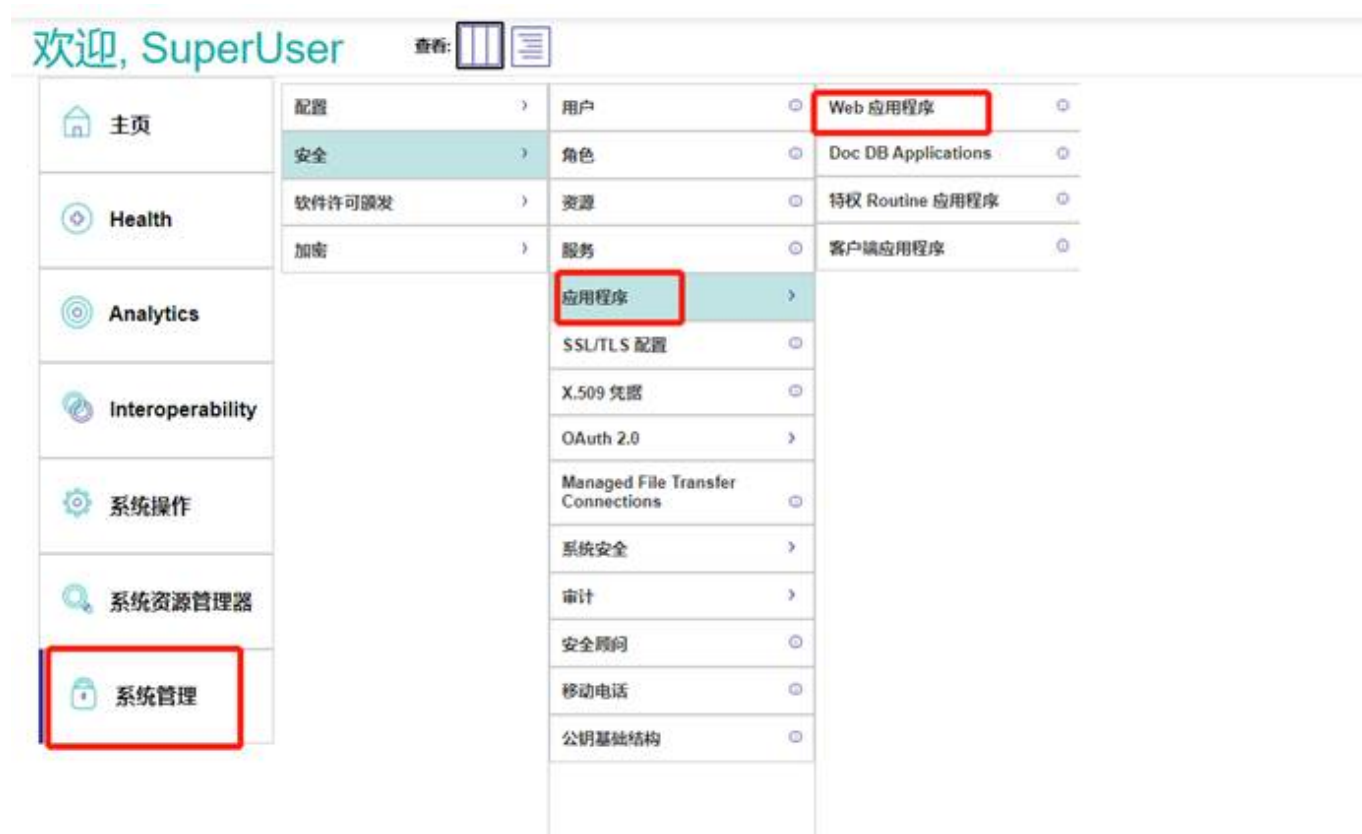 欢迎, SuperUser
查看:
主页
Health
Analytics
Interoperability
系统操作
系统资源管理器
系统管理
配置
安全
软件许可颁发
加密
用户
角色
资源
服务
应用程序
SSL/TLS 配置
X.509 凭据
OAuth 2.0
Managed File Transfer
Connections
系统安全
审计
安全顾问
移动电话
公钥基础结构
Web 应用程序
Doc DB Applications
特权 Routine 应用程序
客户端应用程序